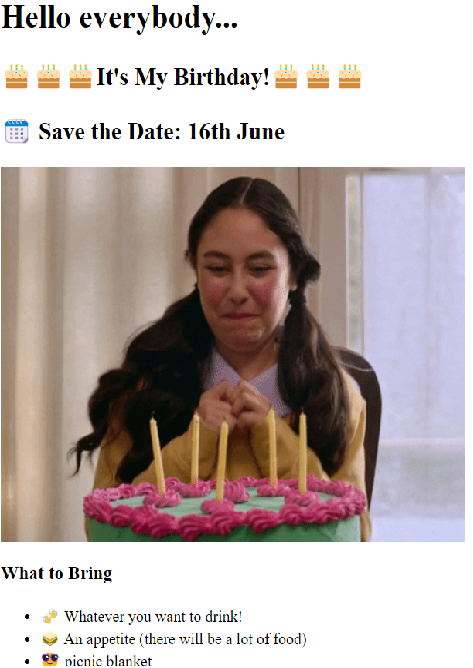 Hello everybody...
🎂🎂🎂It's My Birthday!🎂🎂🎂
📅 Save the Date: 16th June
What to Bring
• 🍻 Whatever you want to drink!
• 🥪 An appetite (there will be a lot of food)
• 😎 picnic blanket